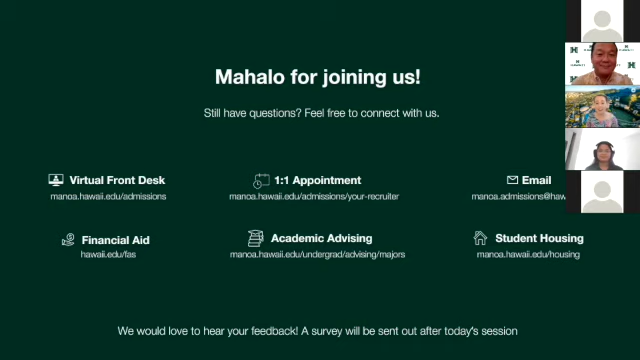 Mahalo for joining us!
Still have questions? Feel free to connect with us.
Virtual Front Desk
manoa.hawaii.edu/admissions
1:1 Appointment
manoa.hawaii.edu/admissions/your-recruiter
Email
manoa.admissions@haw
Financial Aid
hawaii.edu/fas
Academic Advising
manoa.hawaii.edu/undergrad/advising/majors
Student Housing
manoa.hawaii.edu/housing
We would love to hear your feedback! A survey will be sent out after today's session